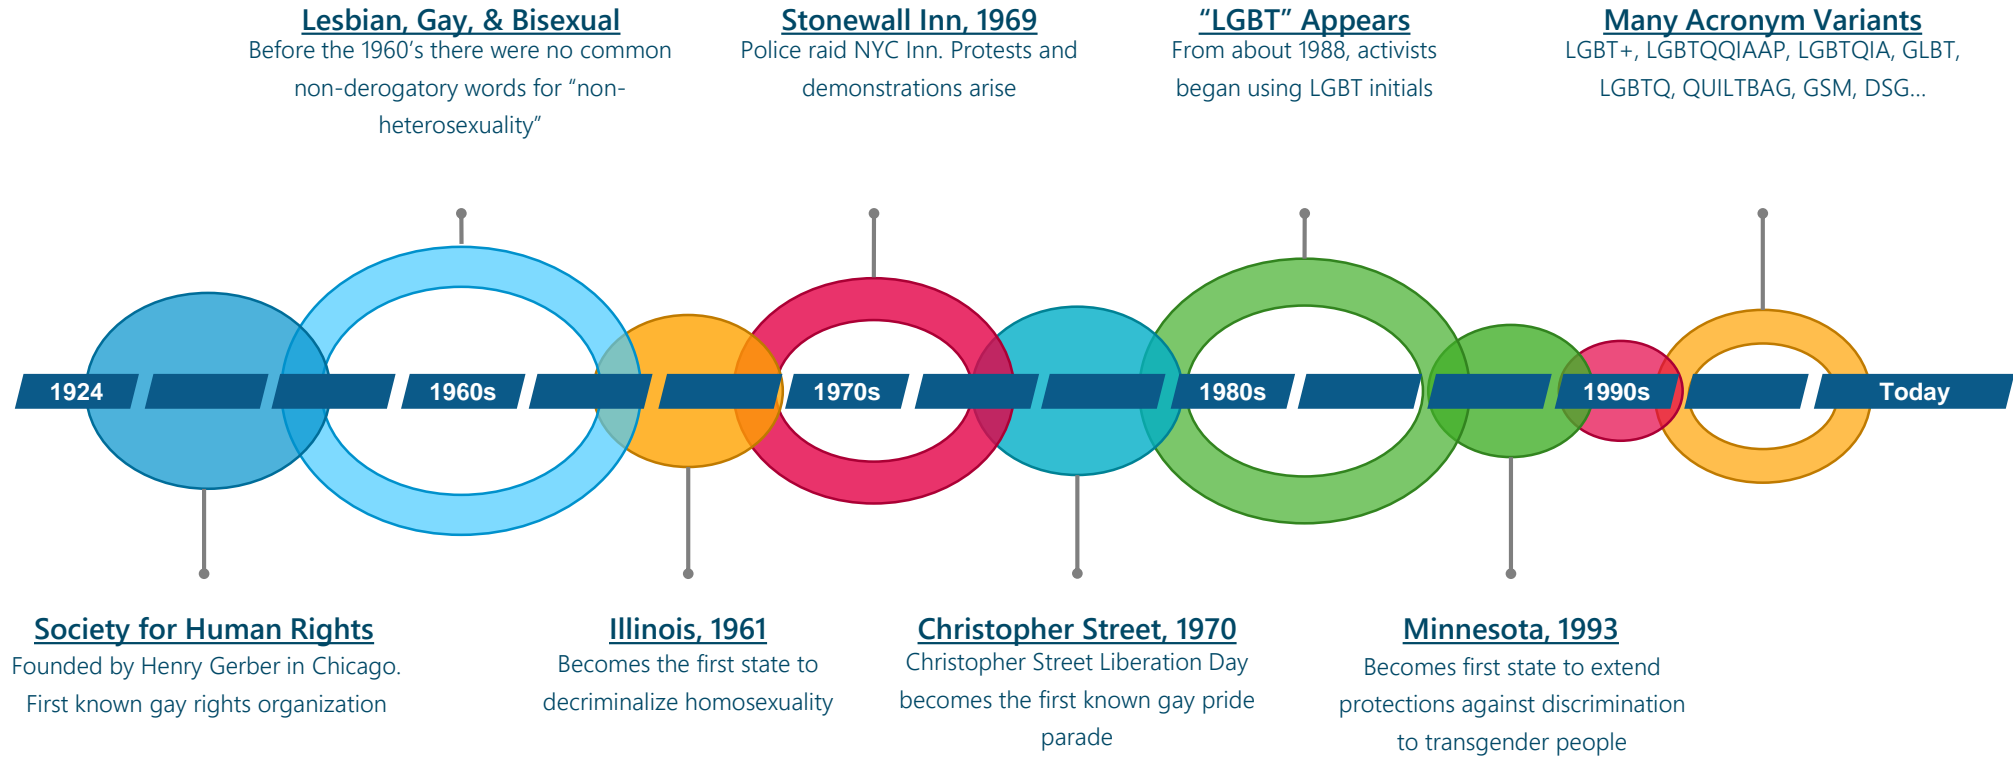 Lesbian, Gay, & Bisexual
Before the 1960’s there were no common
non-derogatory words for “non-
heterosexuality”
Stonewall Inn, 1969
Police raid NYC Inn. Protests and
demonstrations arise
“LGBT” Appears
From about 1988, activists
began using LGBT initials
Many Acronym Variants
LGBT+, LGBTQQIAAP, LGBTQIA, GLBT,
LGBTQ, QUILTBAG, GSM, DSG...
1924
1960s
1970s
1980s
1990s
Today
Society for Human Rights
Founded by Henry Gerber in Chicago.
First known gay rights organization
Illinois, 1961
Becomes the first state to
decriminalize homosexuality
Christopher Street, 1970
Christopher Street Liberation Day
becomes the first known gay pride
parade
Minnesota, 1993
Becomes first state to extend
protections against discrimination
to transgender people